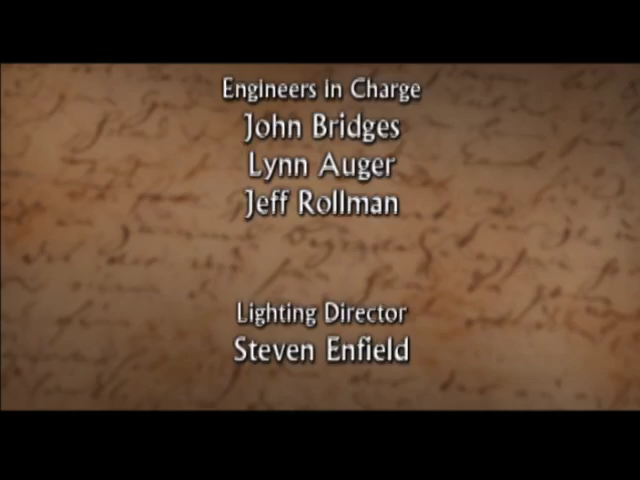 Engineers in Charge
John Bridges
Lynn Auger
Jeff Rollman
Lighting Director
Steven Enfield